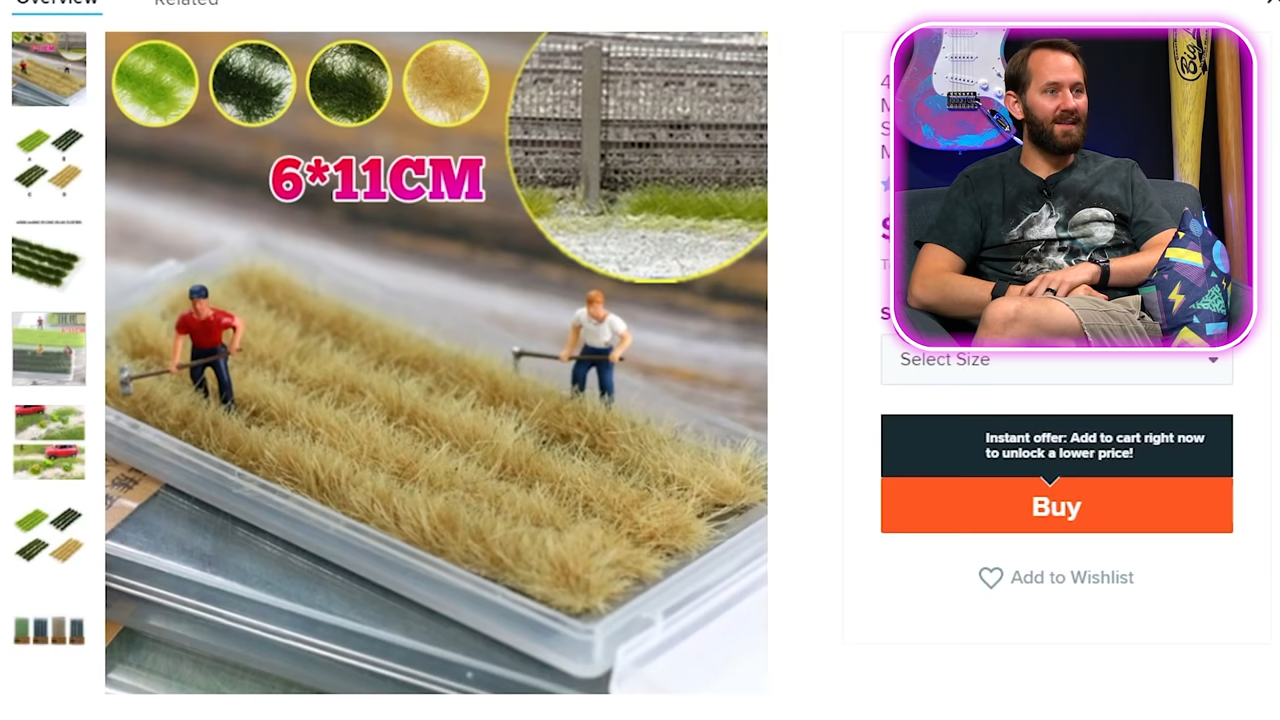 Overview
Related
6*11CM
Big
Select Size
Instant offer: Add to cart right now
to unlock a lower price!
Buy
Add to Wishlist